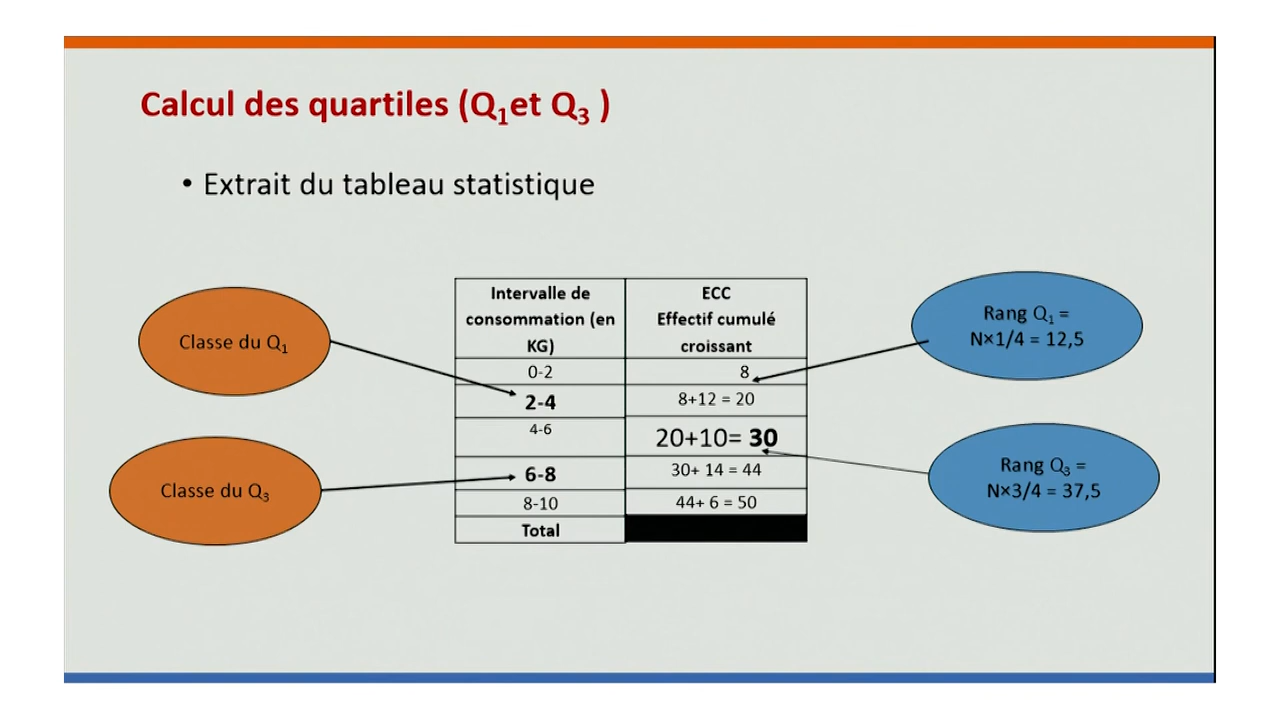 Calcul des quartiles (Q₁et Q₃ )
• Extrait du tableau statistique
Classe du Q₁
Classe du Q₃
Intervalle de
consommation (en
KG)
ECC
Effectif cumulé
croissant
0-2
8
2-4
8+12 = 20
4-6
20+10= 30
6-8
30+ 14 = 44
8-10
44+ 6 = 50
Total
Rang Q₁ =
N×1/4 = 12,5
Rang Q₃ =
N×3/4 = 37,5